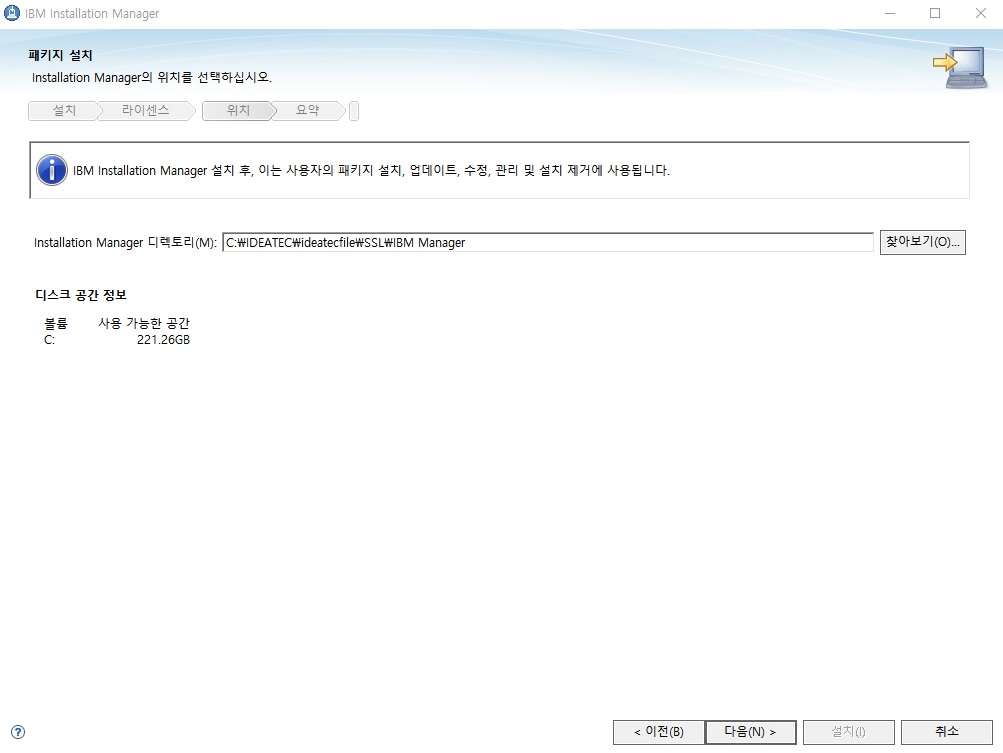 IBM Installation Manager
패키지 설치
Installation Manager의 위치를 선택하십시오.
설치 라이센스 위치 요약
IBM Installation Manager 설치 후, 이는 사용자의 패키지 설치, 업데이트, 수정, 관리 및 설치 제거에 사용됩니다.
Installation Manager 디렉토리(M): C:₩IDEATEC₩ideatecfile₩SSL₩IBM Manager 찾아보기(O)...
디스크 공간 정보
볼륨 사용 가능한 공간
C: 221.26GB
< 이전(B) 다음(N) > 설치(I) 취소